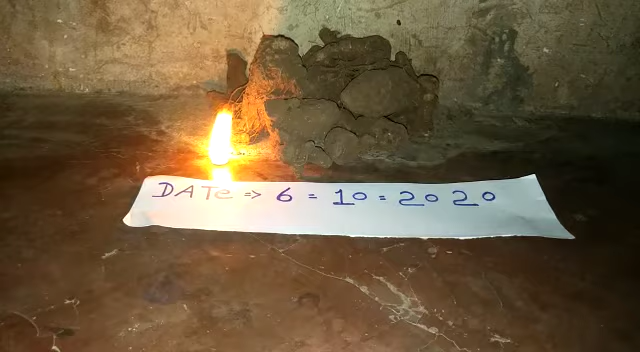 DATe => 6 = 10 = 2020